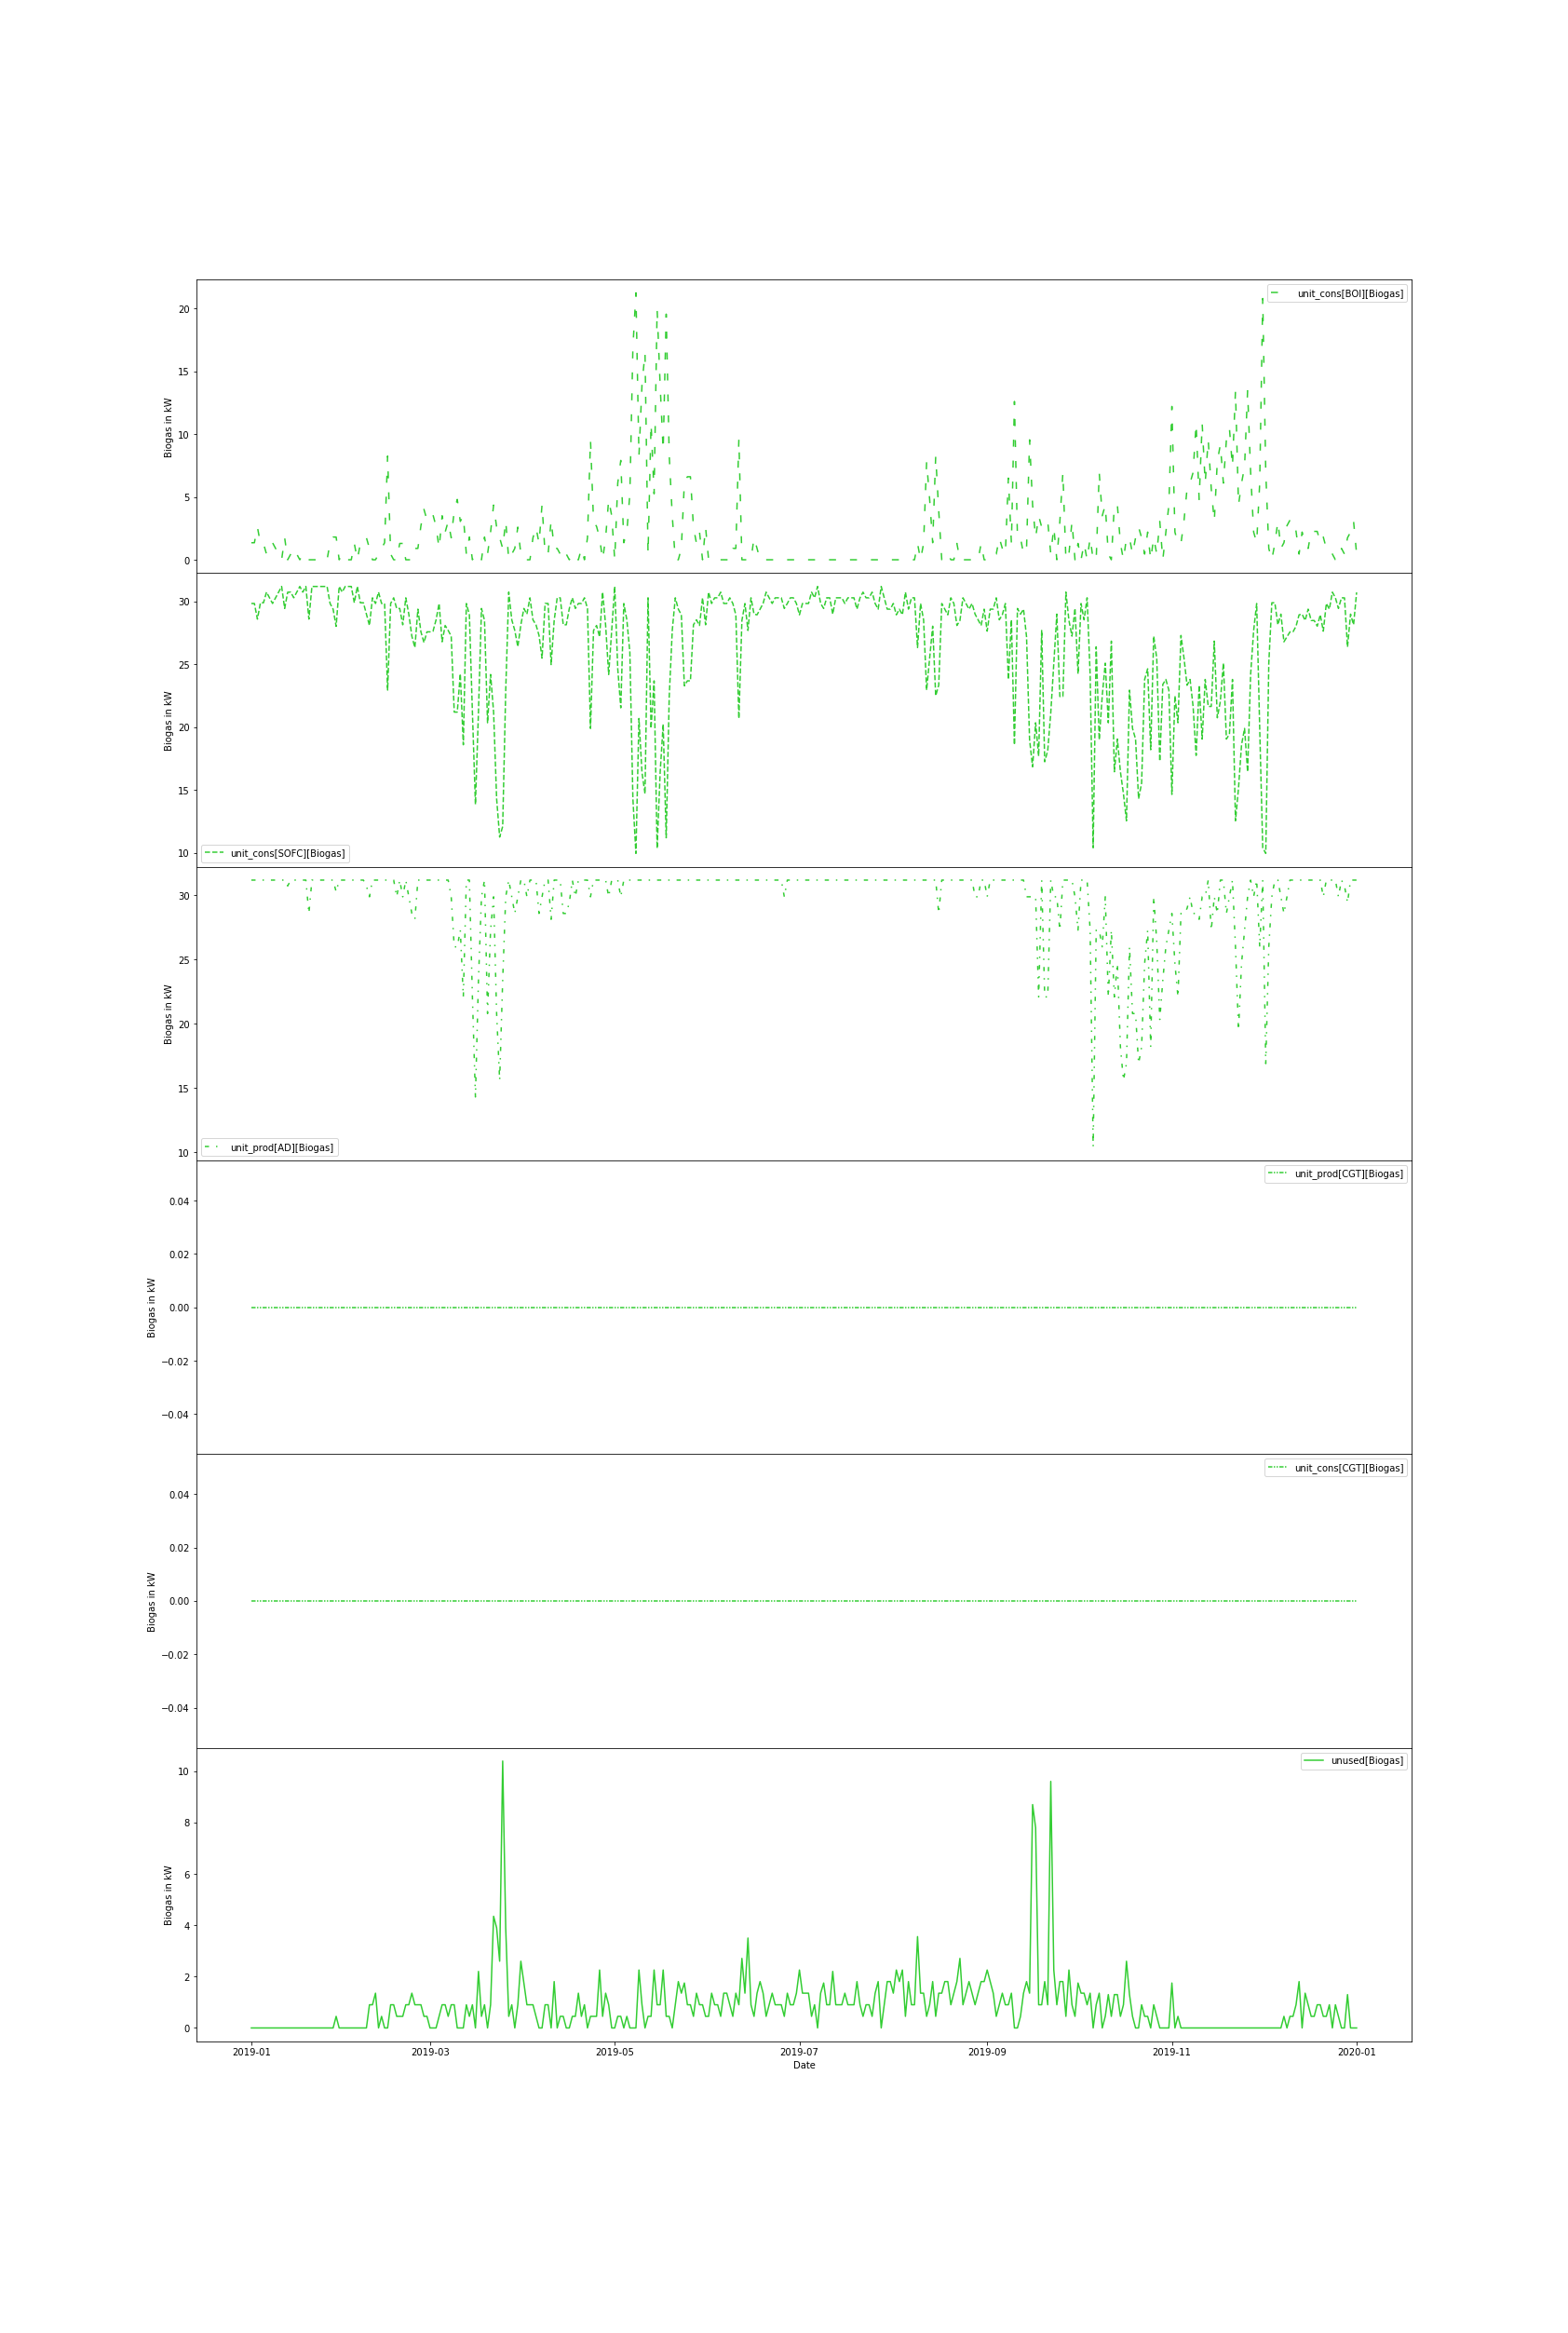 unit_cons[BOI][Biogas]
20
15
10
5
0
Biogas in kW
30
25
20
15
10
Biogas in kW
unit_cons[SOFC][Biogas]
30
25
20
15
10
Biogas in kW
unit_prod[AD][Biogas]
unit_prod[CGT][Biogas]
0.04
0.02
0.00
−0.02
−0.04
Biogas in kW
unit_cons[CGT][Biogas]
0.04
0.02
0.00
−0.02
−0.04
Biogas in kW
unused[Biogas]
10
8
6
4
2
0
Biogas in kW
2019-01 2019-03 2019-05 2019-07 2019-09 2019-11 2020-01
Date